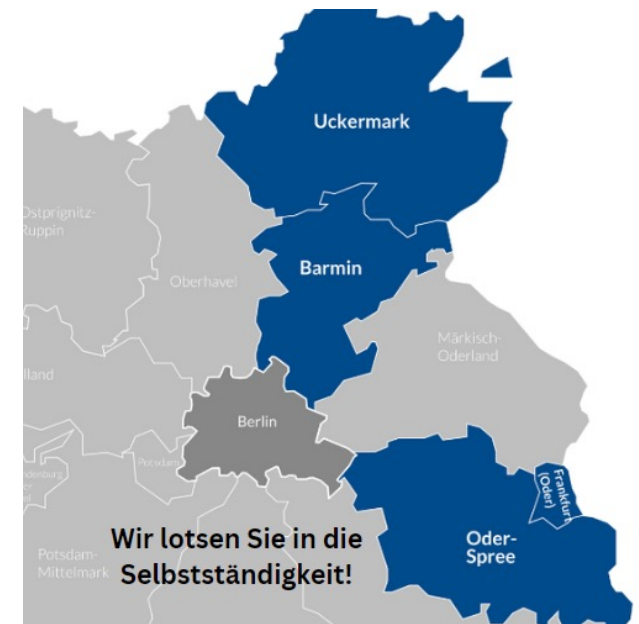 Uckermark
Ostprignitz-
Ruppin
Barmin
Oberhavel
Märkisch-
Oderland
lland
Berlin
Potsdam
Frankfurt
(Oder)
Oder-
Spree
Wir lotsen Sie in die
Selbstständigkeit!
Potsdam-
Mittelmark